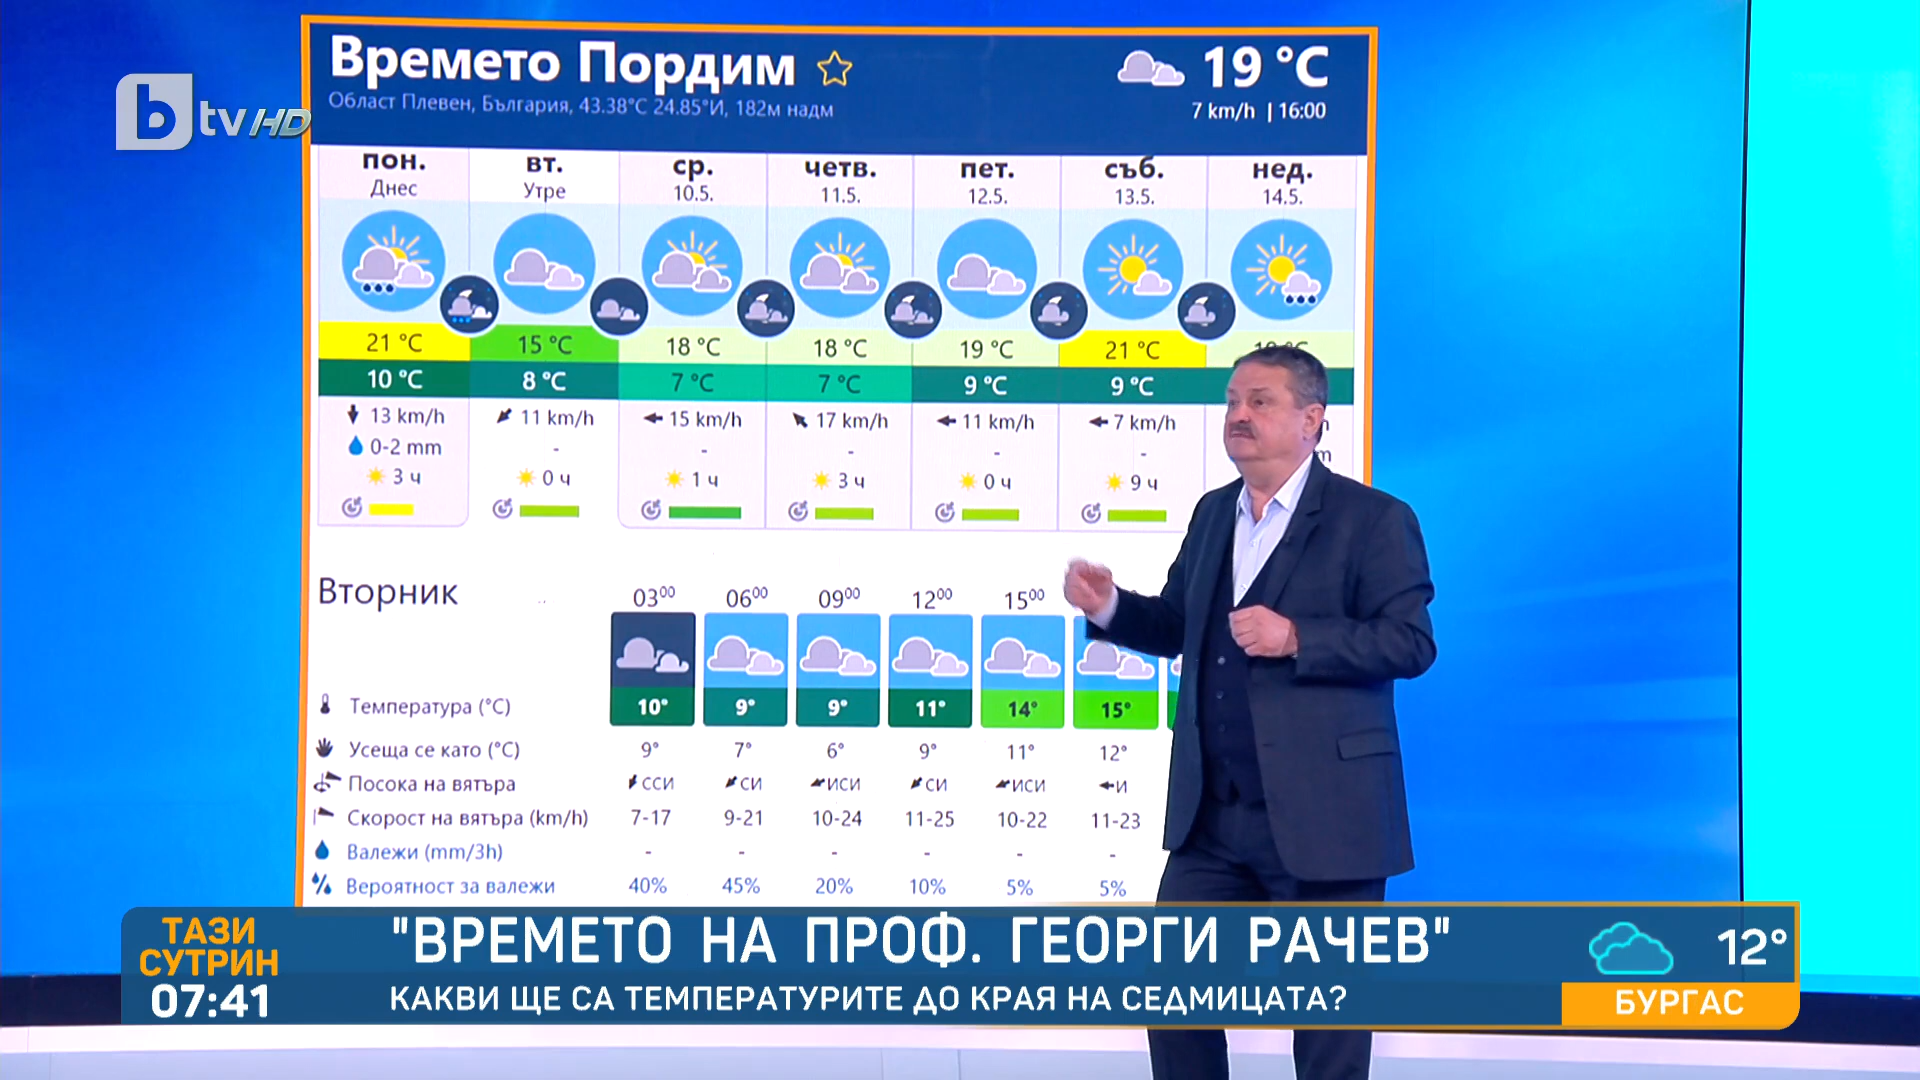 Времето Пордим
19 °C
Област Плевен, България, 43.38°С 24.85°И, 182м надм
7 km/h | 16:00
btv HD
пон. вт. ср. четв. пет. съб. нед.
Днес Утре 10.5. 11.5. 12.5. 13.5. 14.5.
21 °C 15 °C 18 °C 18 °C 19 °C 21 °C
10 °C 8 °C 7 °C 7 °C 9 °C 9 °C
13 km/h 11 km/h 15 km/h 17 km/h 11 km/h 7 km/h
0-2 mm - - - - -
3 ч 0 ч 1 ч 3 ч 0 ч 9 ч
Вторник 03⁰⁰ 06⁰⁰ 09⁰⁰ 12⁰⁰ 15⁰⁰
Температура (°C) 10° 9° 9° 11° 14° 15°
Усеща се като (°C) 9° 7° 6° 9° 11° 12°
Посока на вятъра ССИ СИ ИСИ СИ ИСИ И
Скорост на вятъра (km/h) 7-17 9-21 10-24 11-25 10-22 11-23
Валежи (mm/3h) - - - - - -
Вероятност за валежи 40% 45% 20% 10% 5% 5%
ТАЗИ
СУТРИН
07:41
"ВРЕМЕТО НА ПРОФ. ГЕОРГИ РАЧЕВ"
КАКВИ ЩЕ СА ТЕМПЕРАТУРИТЕ ДО КРАЯ НА СЕДМИЦАТА?
12°
БУРГАС